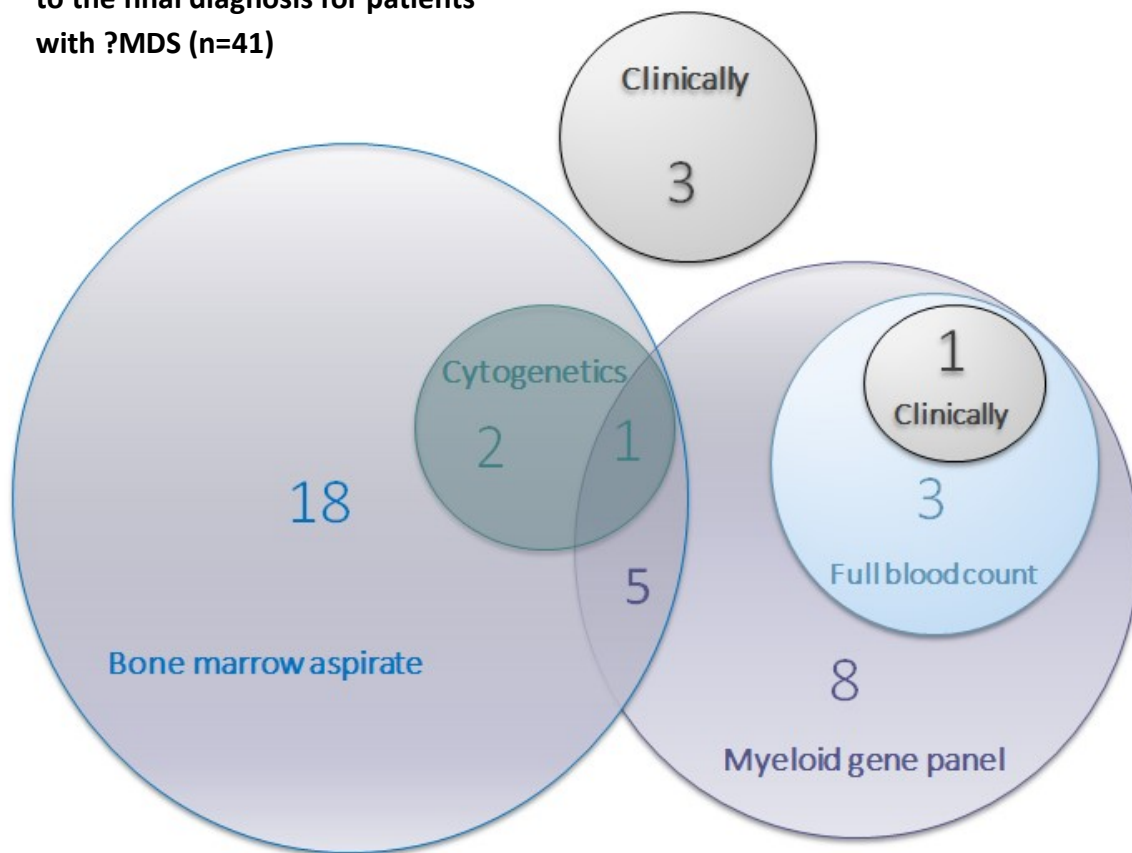 to the final diagnosis for patients
with ?MDS (n=41)
Clinically
3
Cytogenetics
2
1
18
5
Bone marrow aspirate
1
Clinically
3
Full blood count
8
Myeloid gene panel